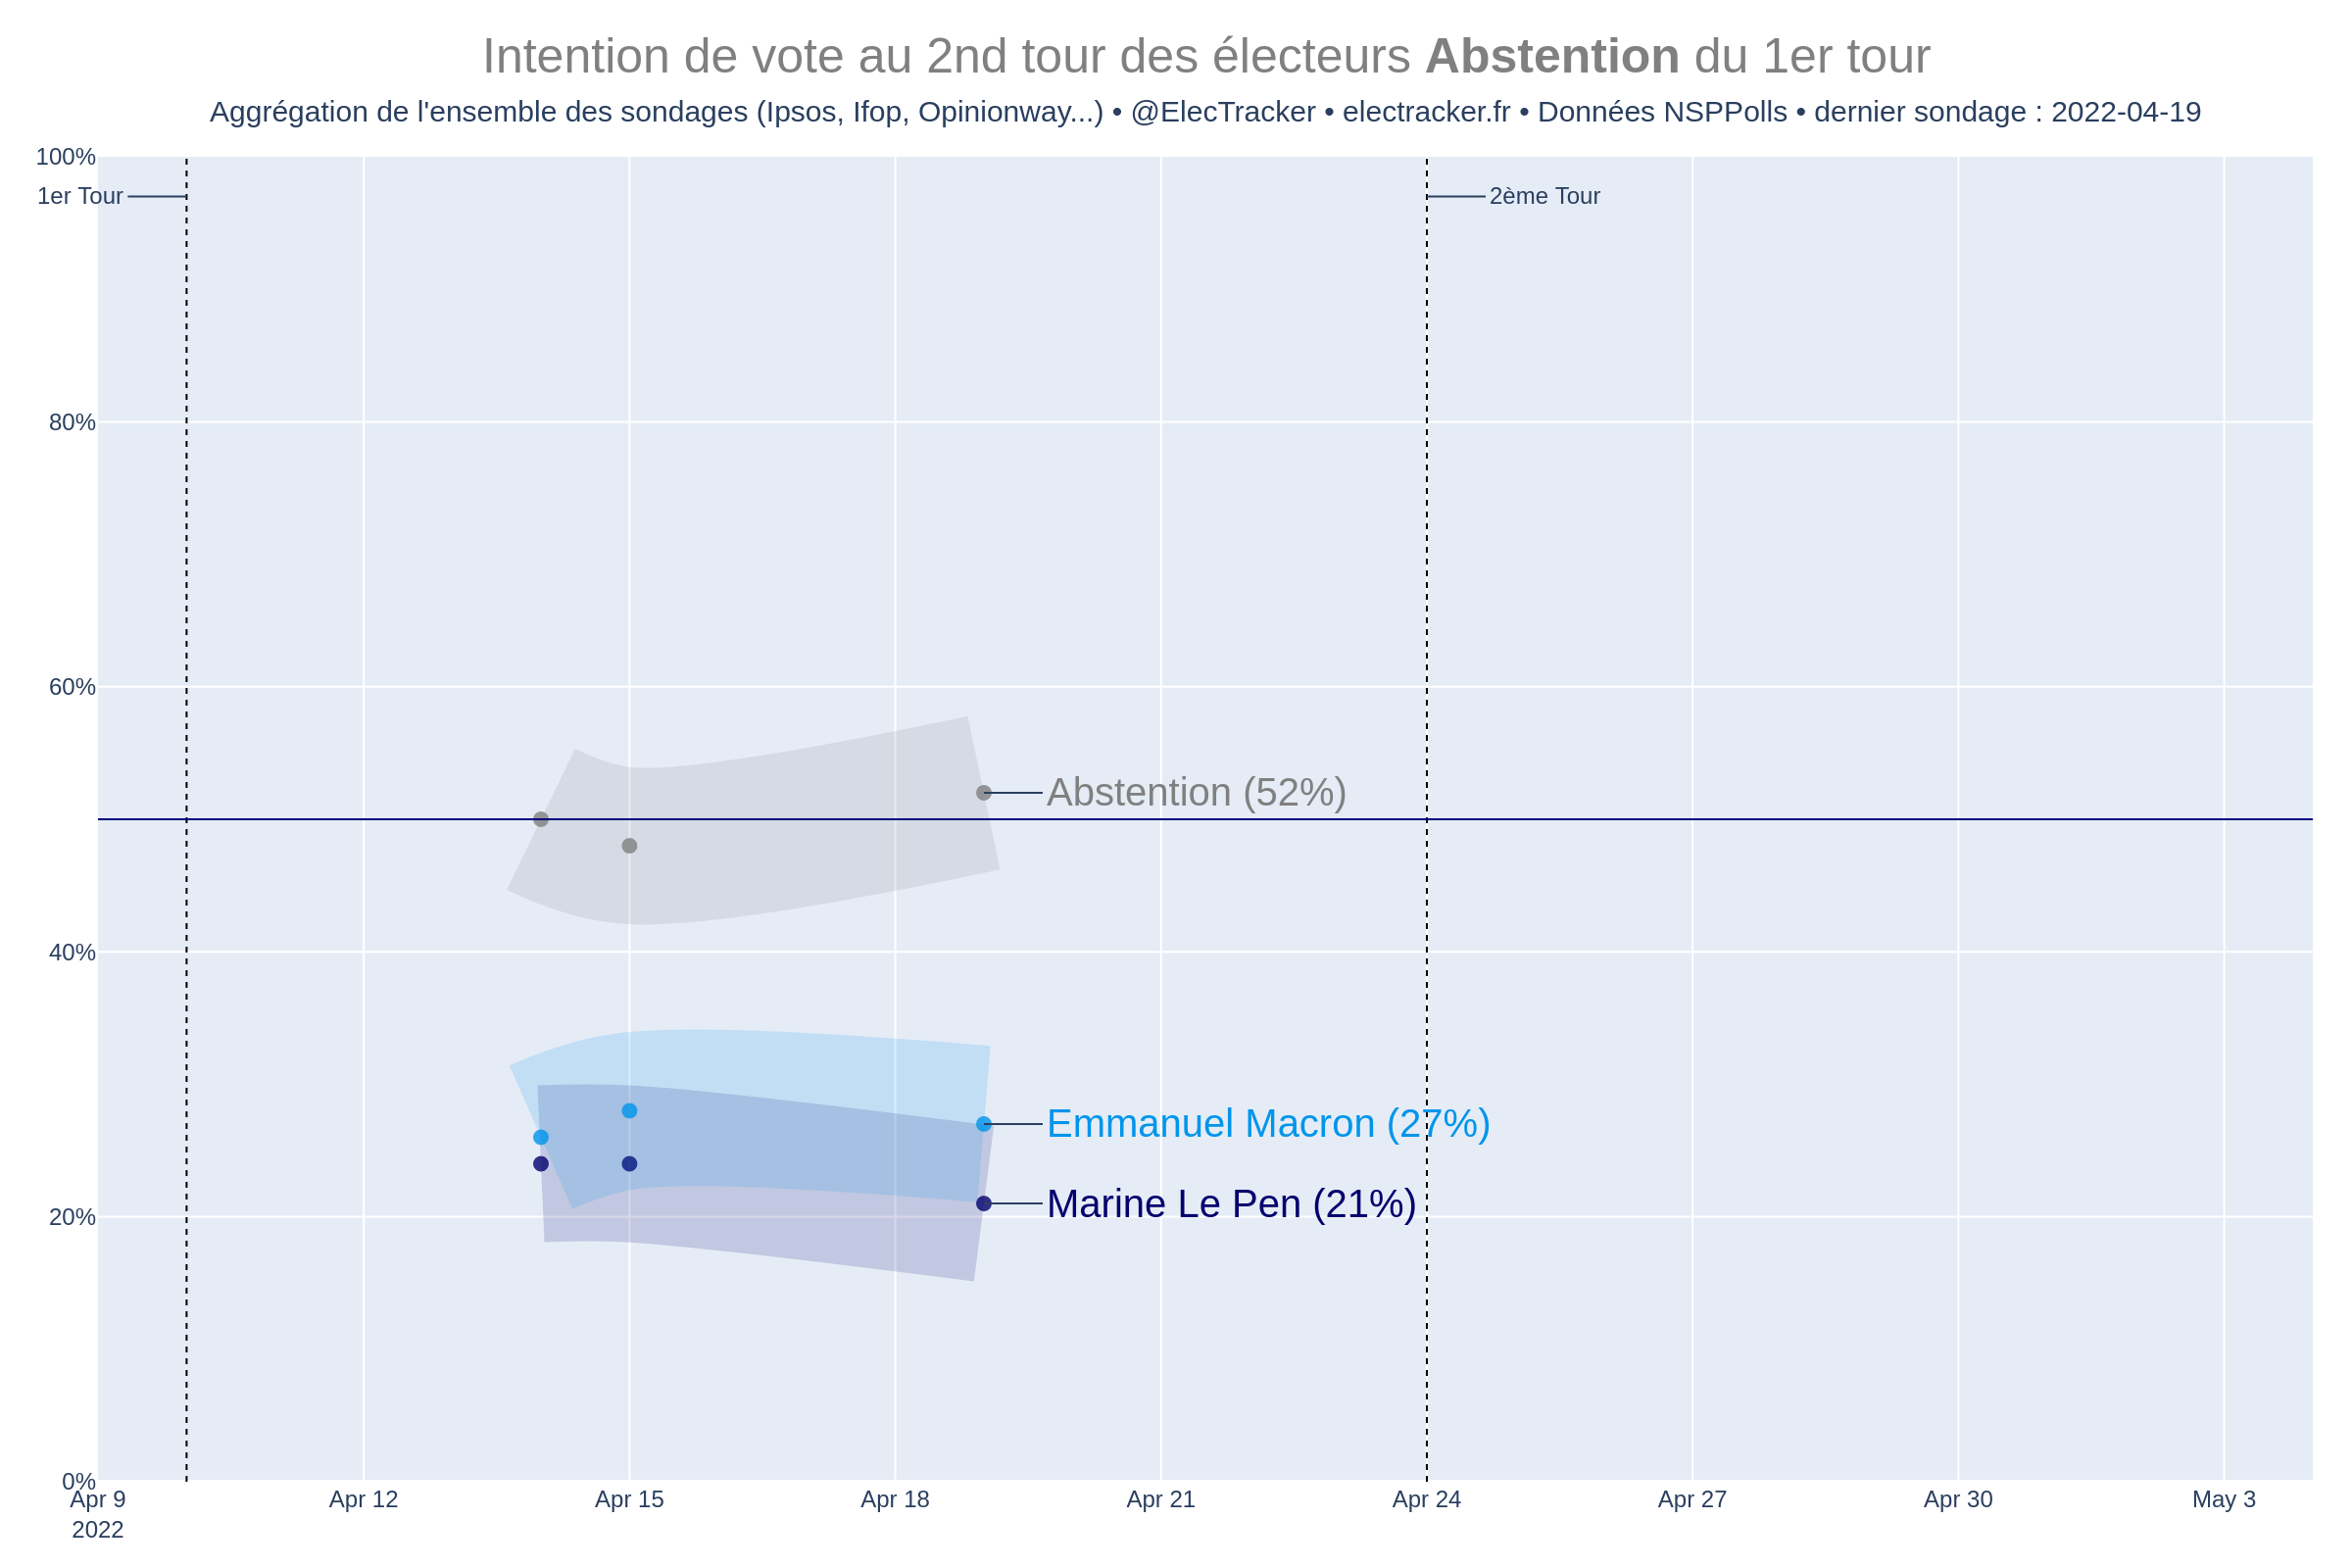 Intention de vote au 2nd tour des électeurs Abstention du 1er tour
Aggrégation de l'ensemble des sondages (Ipsos, Ifop, Opinionway...) • @ElecTracker • electracker.fr • Données NSPPolls • dernier sondage : 2022-04-19
100%
1er Tour
2ème Tour
80%
60%
Abstention (52%)
40%
Emmanuel Macron (27%)
Marine Le Pen (21%)
20%
0%
Apr 9 Apr 12 Apr 15 Apr 18 Apr 21 Apr 24 Apr 27 Apr 30 May 3
2022